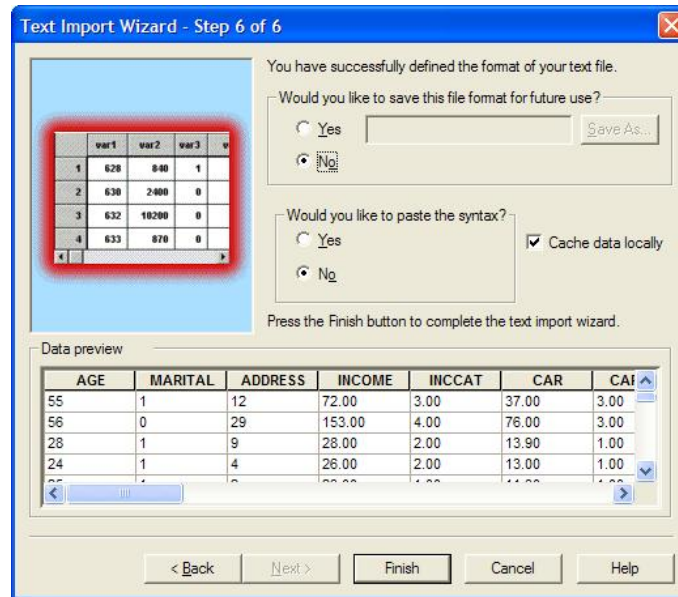 Text Import Wizard - Step 6 of 6
You have successfully defined the format of your text file.
Would you like to save this file format for future use?
Yes
Save As...
No
var1 var2 var3
1 628 840 1
2 630 2400 0
3 632 10200 0
4 633 870 0
Would you like to paste the syntax?
Yes
No
Cache data locally
Press the Finish button to complete the text import wizard.
Data preview
AGE MARITAL ADDRESS INCOME INCCAT CAR
55 1 12 72.00 3.00 37.00 3.00
56 0 29 153.00 4.00 76.00 3.00
28 1 9 28.00 2.00 13.90 1.00
24 1 4 26.00 2.00 13.00 1.00
< Back Next > Finish Cancel Help